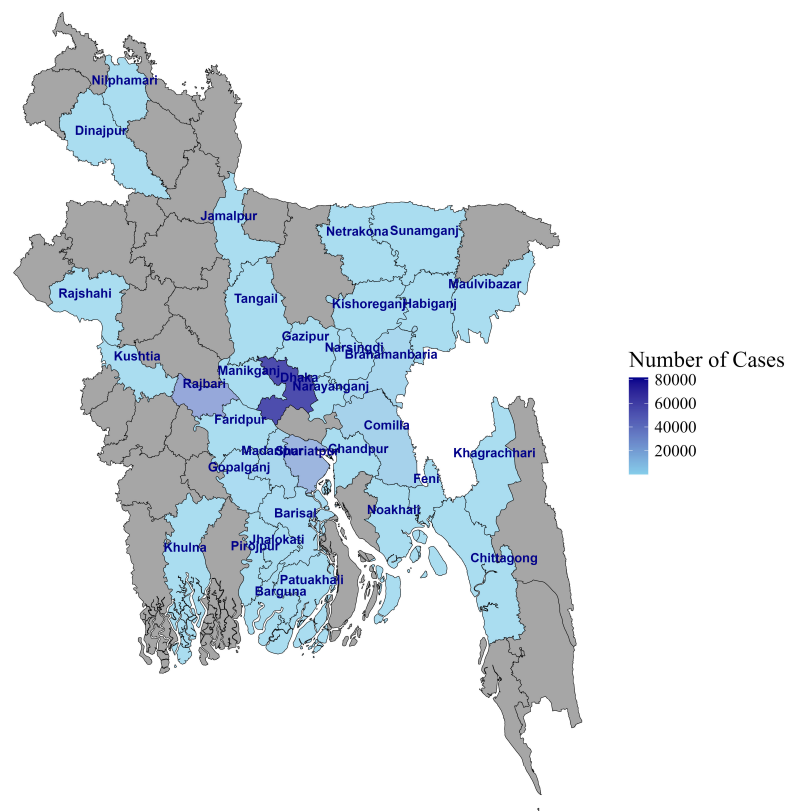 Nilphamari
Dinajpur
Jamalpur
Netrakona
Sunamganj
Maulvibazar
Rajshahi
Tangail
Kishoreganj
Habiganj
Gazipur
Narsingdi
Kushtia
Branamanbaria
Manikganj
Dhaka
Rajbari
Narayanganj
Faridpur
Comilla
Madaripur
Shariatpur
Chandpur
Khagrachhari
Gopalganj
Feni
Barisal
Noakhali
Jhalokati
Khulna
Pirojpur
Chittagong
Patuakhali
Barguna
Number of Cases
80000
60000
40000
20000